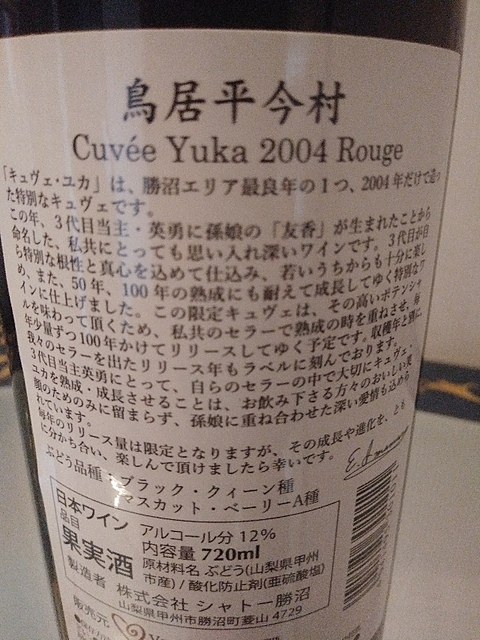 鳥居平今村
Cuvée Yuka 2004 Rouge
「キュヴェ・ユカ」は、勝沼エリア最良年の1つ、2004年だけで造っ
た特別なキュヴェです。
この年、3代目当主・英勇に孫娘の「友香」が生まれたことから
命名した、私共にとっても思い入れ深いワインです。3代目が自
ら特別な根性と真心を込めて仕込み、若いうちからも十分に楽し
め、また、50年、100年の熟成にも耐えて成長してゆく特別なワ
インに仕上げました。この限定キュヴェは、その高いポテンシャ
ルを味わって頂くため、私共のセラーで熟成の時を重ねさせ、毎
年少量ずつ100年かけてリリースしてゆく予定です。収穫年と別に
我々のセラーを出たリリース年もラベルに刻んでおります。
3代目当主英勇にとって、自らのセラーの中で大切にキュヴェ・
ユカを熟成・成長させることは、お飲み下さる方々のおいしい笑
顔のためのみに留まらず、孫娘に重ね合わせた深い愛情も込めら
れています。
毎年のリリース量は限定となりますが、その成長や進化を、とも
に分かち合い、楽しんで頂けましたら幸いです。
ぶどう品種・ブラック・クィーン種
マスカット・ベーリーA種
日本ワイン アルコール分 12%
品目 果実酒 内容量 720ml
原材料名 ぶどう(山梨県甲州
市産) / 酸化防止剤(亜硫酸塩)
製造者 株式会社 シャトー勝沼
山梨県甲州市勝沼町菱山 4729
販売元